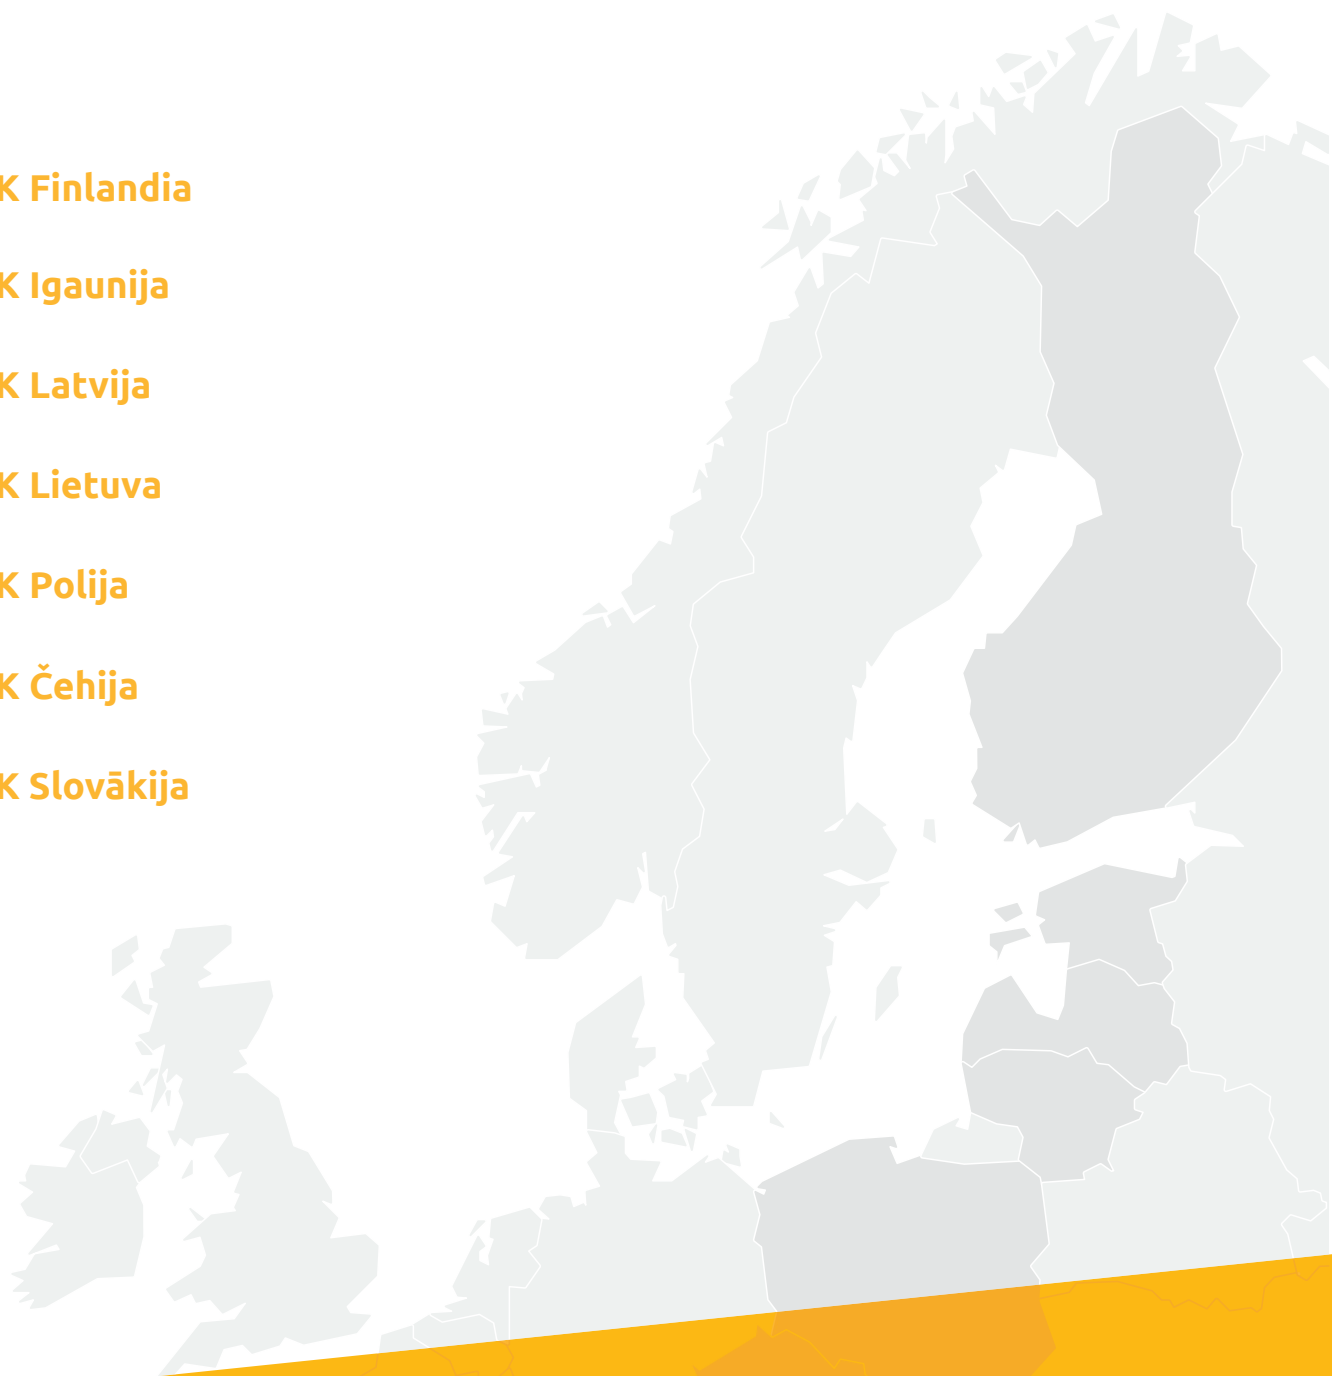 K Finlandia
K Igaunija
K Latvija
K Lietuva
K Polija
K Čehija
K Slovākija